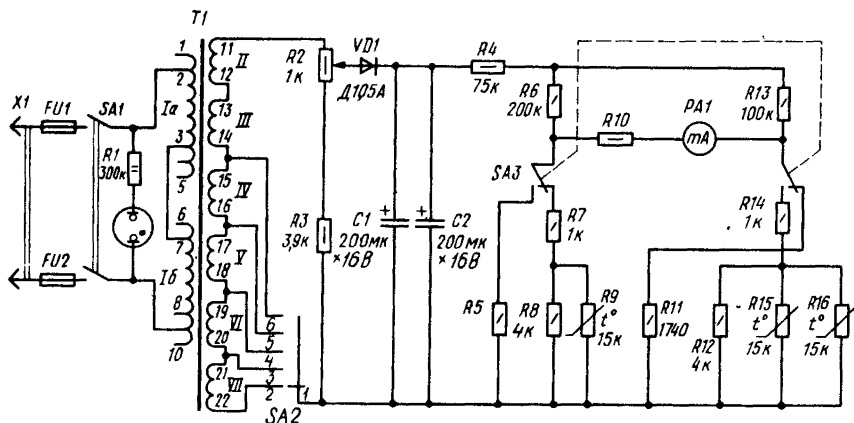 T1
X1
FU1
SA1
R1
300к
FU2
1
2
Iа
3
5
6
7
Iб
8
10
11
II
12
13
III
14
15
IV
16
17
V
18
19
VI
20
21
VII
22
R2
1к
VD1
Д105А
R3
3,9к
6
5
4
3
2
1
SA2
C1
200мк
×16В
C2
200мк
×16В
R4
75к
R6
200к
R10
PA1
mA
R13
100к
SA3
R7
1к
R14
1к
R5
R8
4к
R9
t°
15к
R11
1740
R12
4к
R15
t°
15к
R16
t°
15к